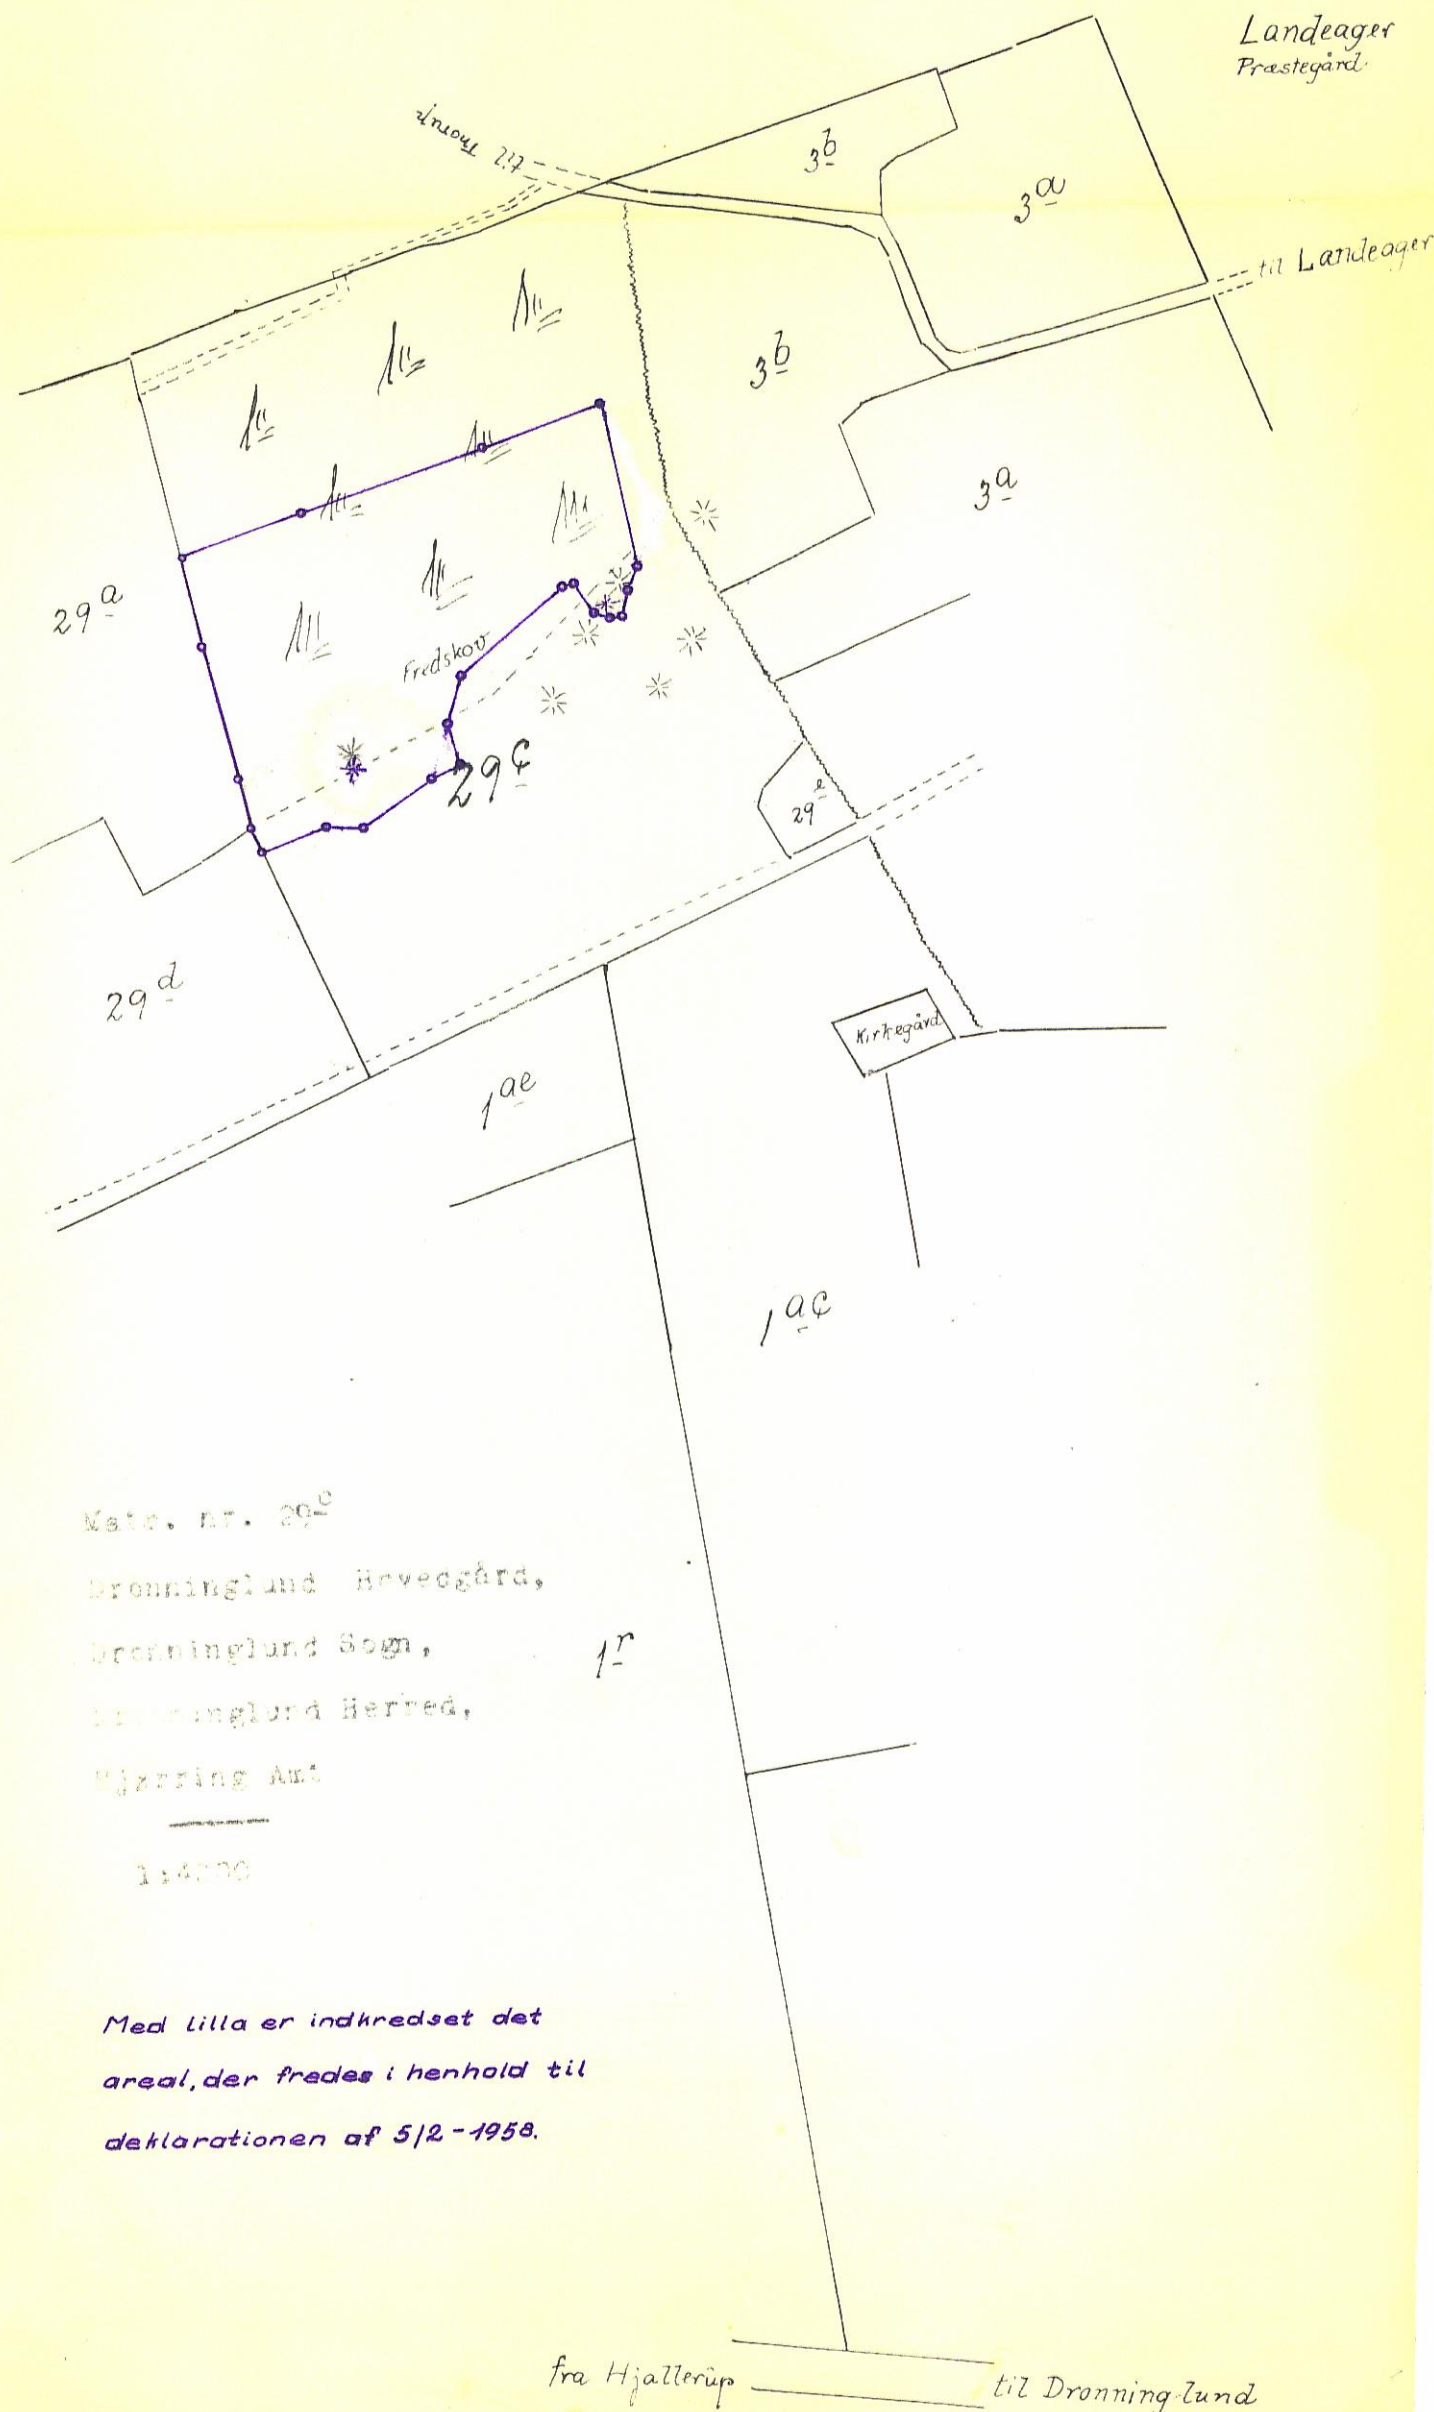 Landeager
Præstegård.
til Thorup
3b
3a
til Landeager
3b
3a
29a
Fredskov
29c
29e
29d
Kirkegård
1ae
1ac
Matr. nr. 29c
Dronninglund Hovedgård,
Dronninglund Sogn,
1r
Dronninglund Herred,
Hjørring Amt
Med lilla er indkredset det
areal, der fredes i henhold til
deklarationen af 5/2-1958.
fra Hjallerup
til Dronninglund